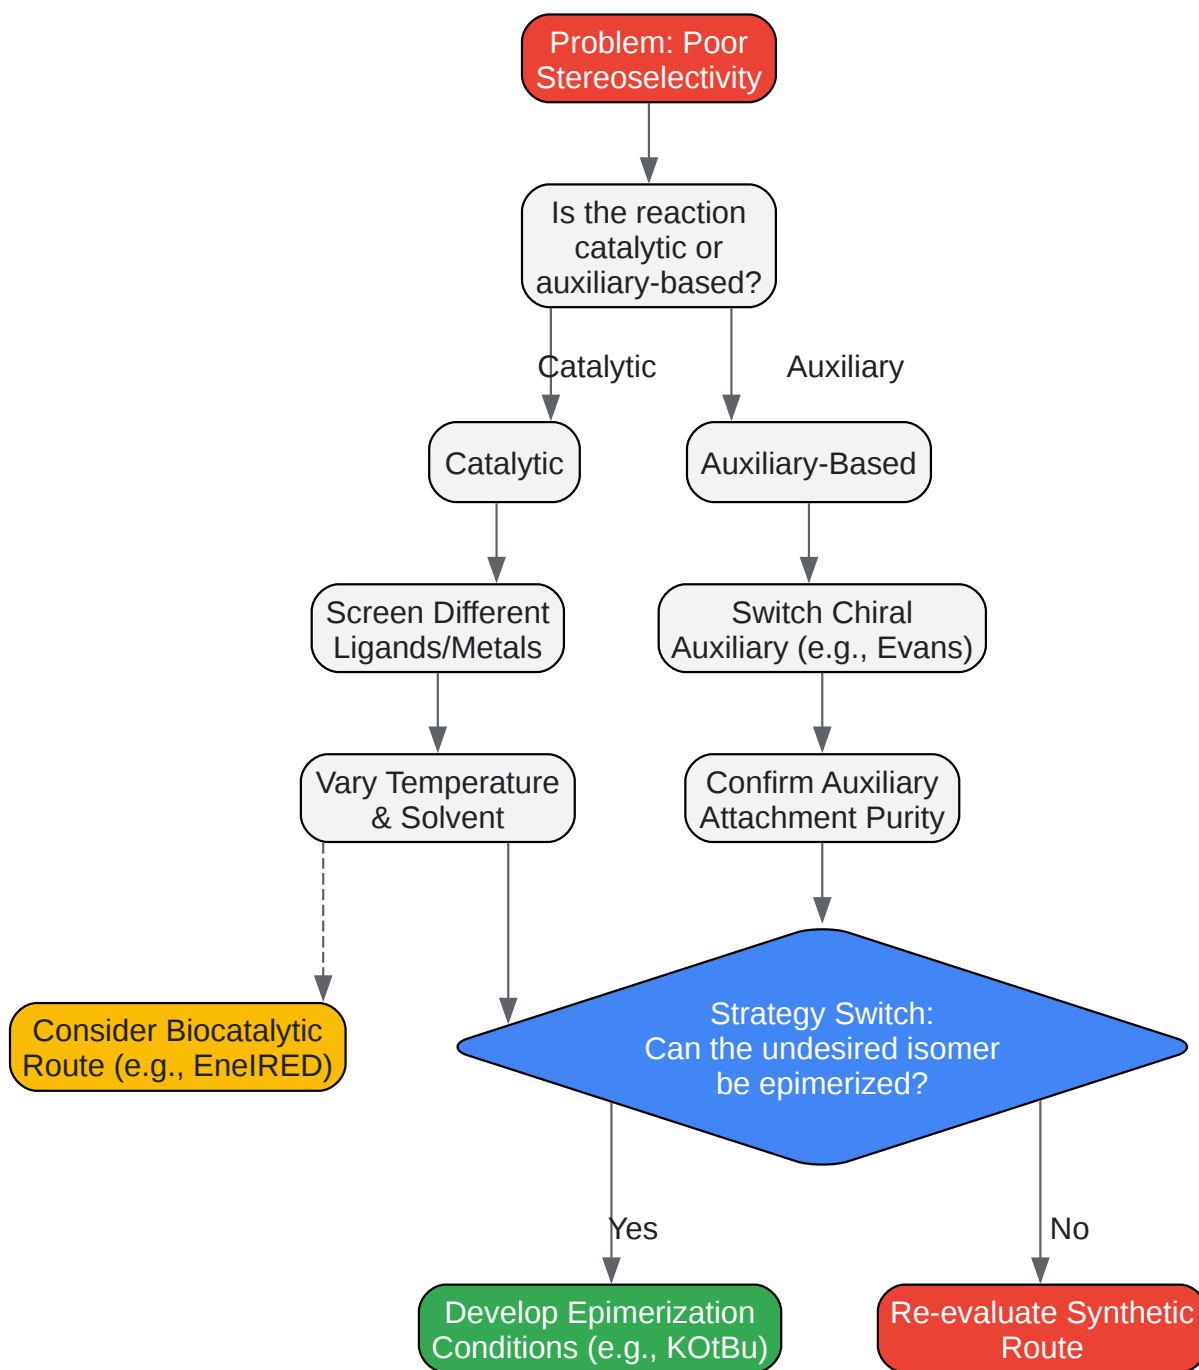 Problem: Poor
Stereoselectivity
Is the reaction
catalytic or
auxiliary-based?
Catalytic
Auxiliary
Catalytic
Auxiliary-Based
Screen Different
Ligands/Metals
Switch Chiral
Auxiliary (e.g., Evans)
Vary Temperature
& Solvent
Confirm Auxiliary
Attachment Purity
Consider Biocatalytic
Route (e.g., EneIRED)
Strategy Switch:
Can the undesired isomer
be epimerized?
Yes
No
Develop Epimerization
Conditions (e.g., KOtBu)
Re-evaluate Synthetic
Route